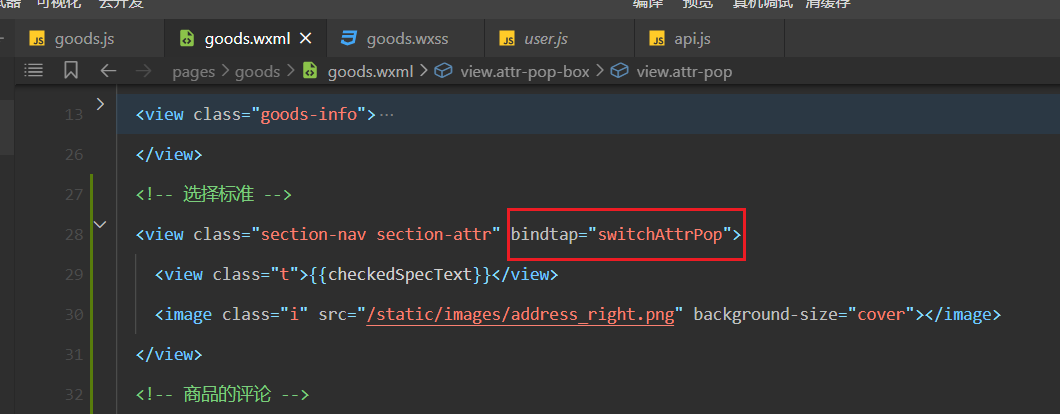 可视化 云开发 编译 预览 真机调试 清缓存
goods.js goods.wxml goods.wxss user.js api.js
pages > goods > goods.wxml > view.attr-pop-box > view.attr-pop
13 <view class="goods-info">…
26 </view>
27 <!-- 选择标准 -->
28 <view class="section-nav section-attr" bindtap="switchAttrPop">
29 <view class="t">{{checkedSpecText}}</view>
30 <image class="i" src="/static/images/address_right.png" background-size="cover"></image>
31 </view>
32 <!-- 商品的评论 -->